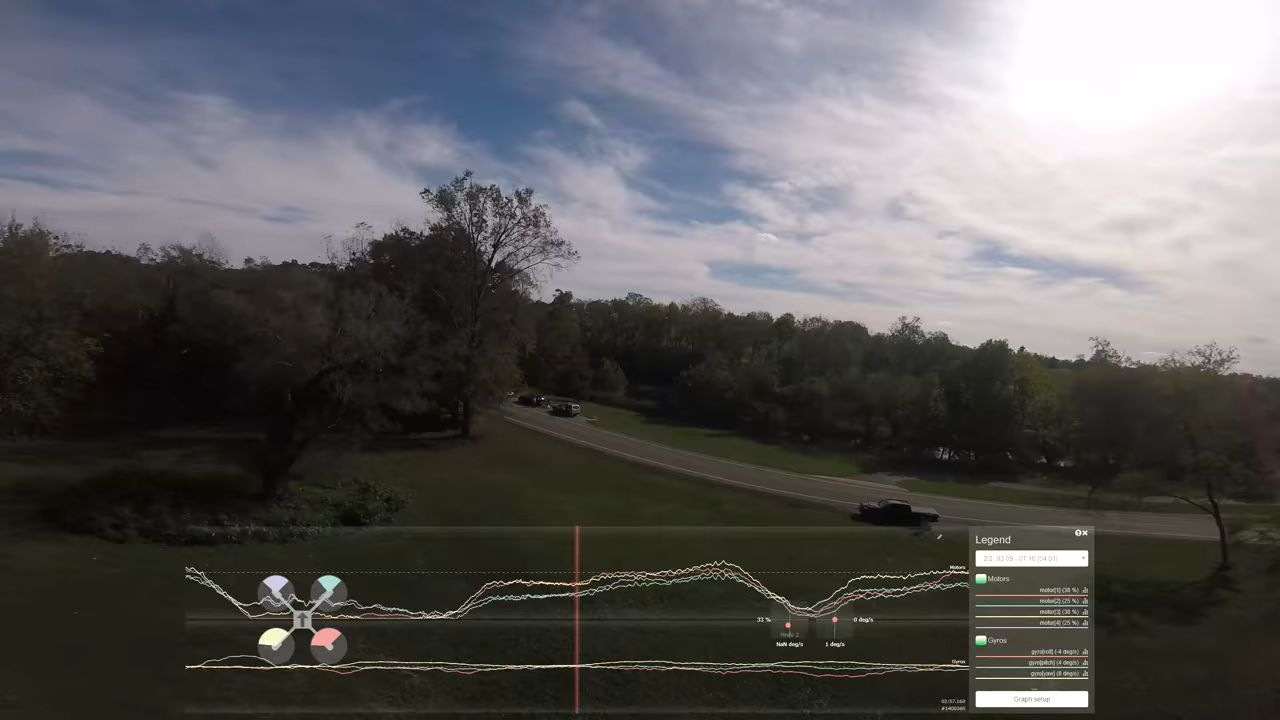 Legend
Motors
Motors
motor[1] (38 %)
motor[2] (25 %)
motor[3] (38 %)
motor[4] (25 %)
33 %
0 deg/s
NaN deg/s
1 deg/s
Gyros
gyro[roll] (-4 deg/s)
gyro[pitch] (4 deg/s)
Gyros
gyro[yaw] (8 deg/s)
Graph setup